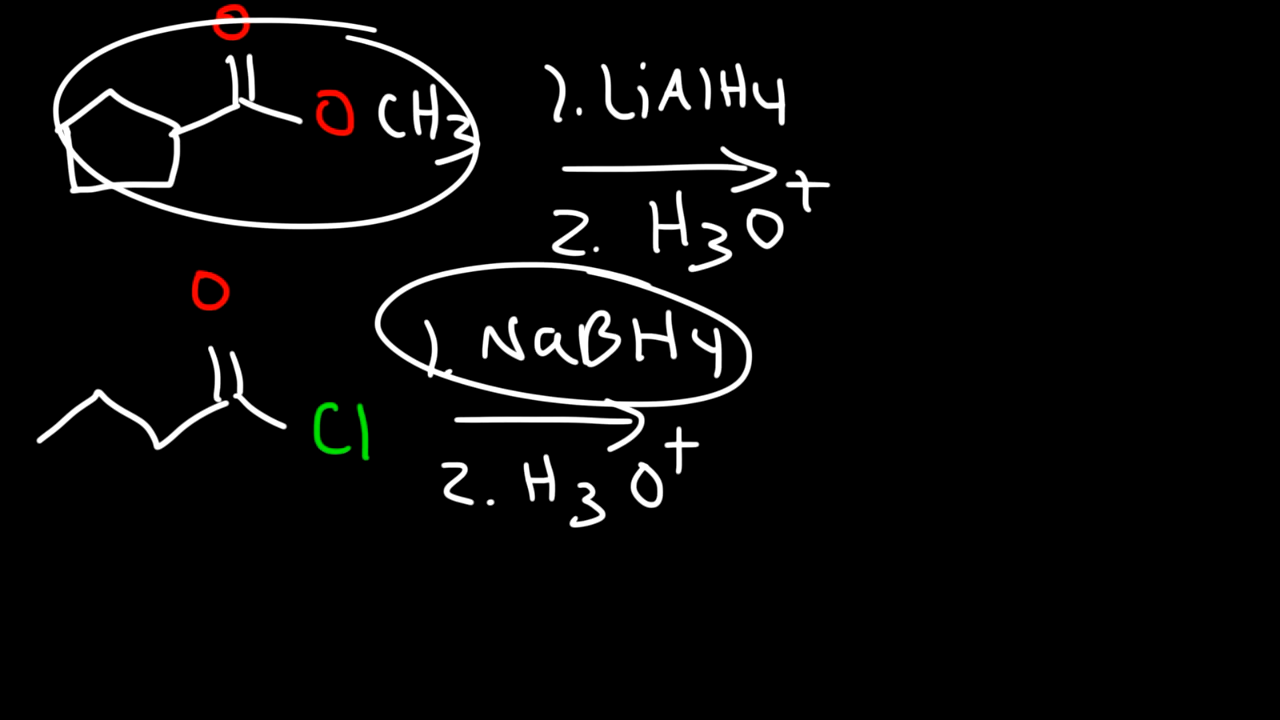 O
O CH3
1. LiAlH4
2. H3O+
O
Cl
1. NaBH4
2. H3O+